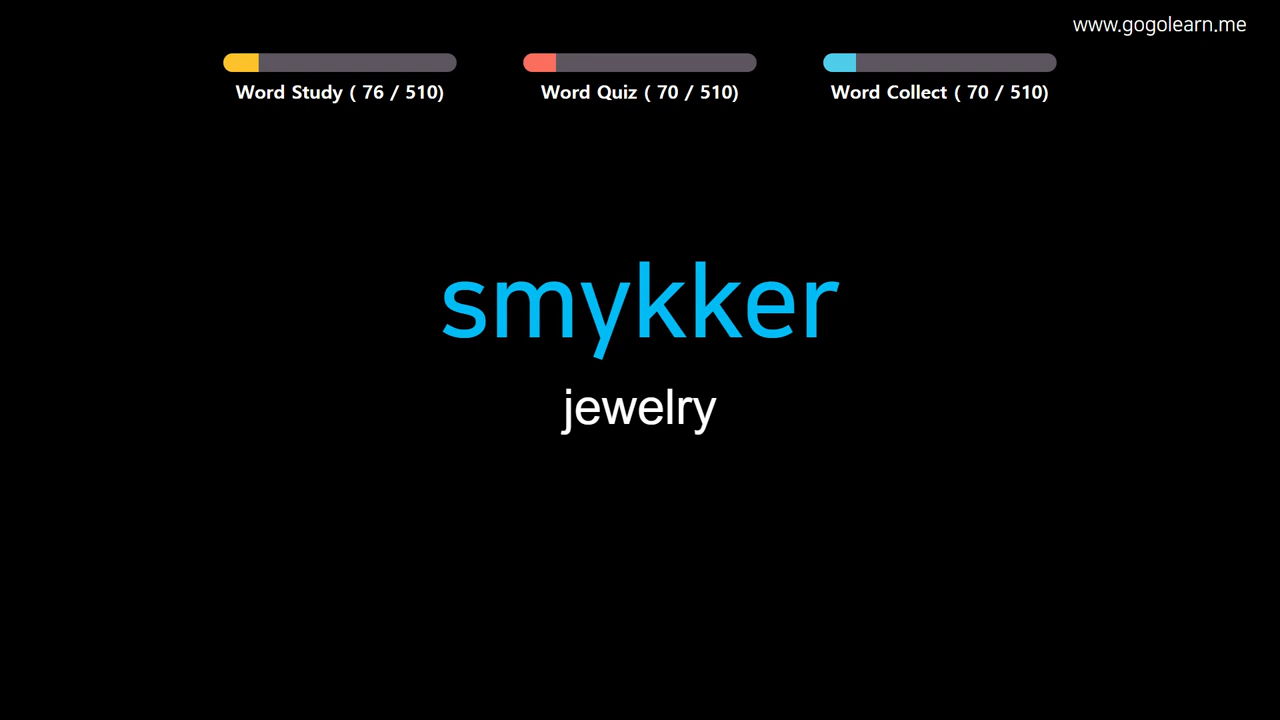 www.gogolearn.me
Word Study ( 76 / 510)
Word Quiz ( 70 / 510)
Word Collect ( 70 / 510)
smykker
jewelry